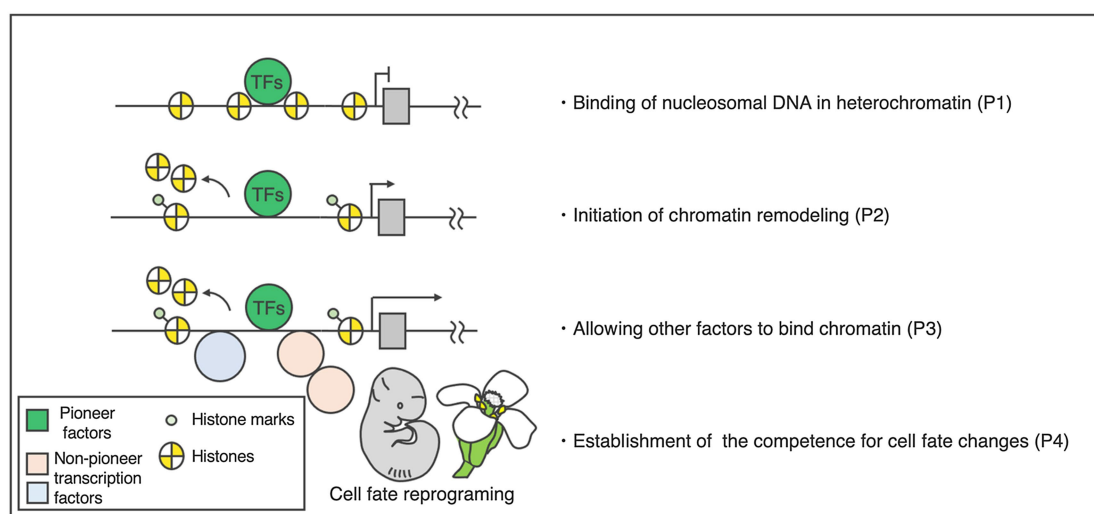 TFs
・Binding of nucleosomal DNA in heterochromatin (P1)
TFs
・Initiation of chromatin remodeling (P2)
TFs
・Allowing other factors to bind chromatin (P3)
・Establishment of the competence for cell fate changes (P4)
Pioneer
factors
Non-pioneer
transcription
factors
Histone marks
Histones
Cell fate reprograming